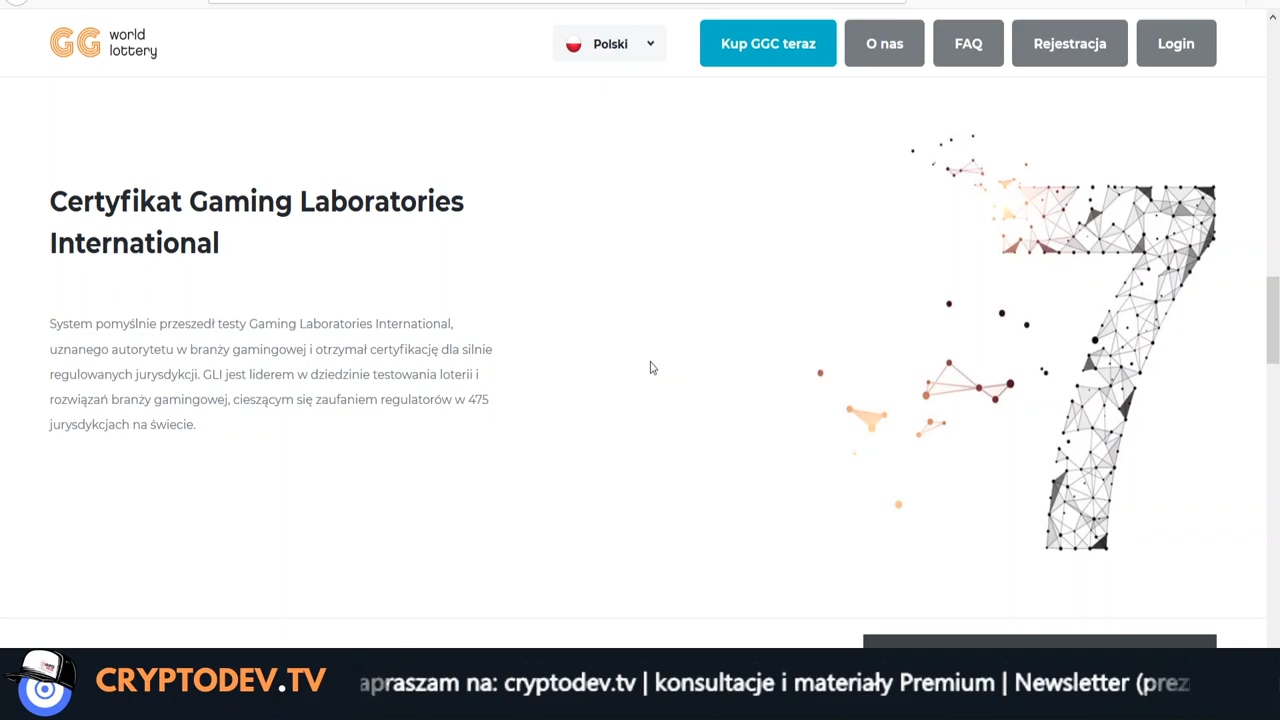 GG world lottery
Polski
Kup GGC teraz
O nas
FAQ
Rejestracja
Login
Certyfikat Gaming Laboratories
International
System pomyślnie przeszedł testy Gaming Laboratories International,
uznanego autorytetu w branży gamingowej i otrzymał certyfikację dla silnie
regulowanych jurysdykcji. GLI jest liderem w dziedzinie testowania loterii i
rozwiązań branży gamingowej, cieszącym się zaufaniem regulatorów w 475
jurysdykcjach na świecie.
7
CRYPTODEV.TV
apraszam na: cryptodev.tv | konsultacje i materiały Premium | Newsletter (prez